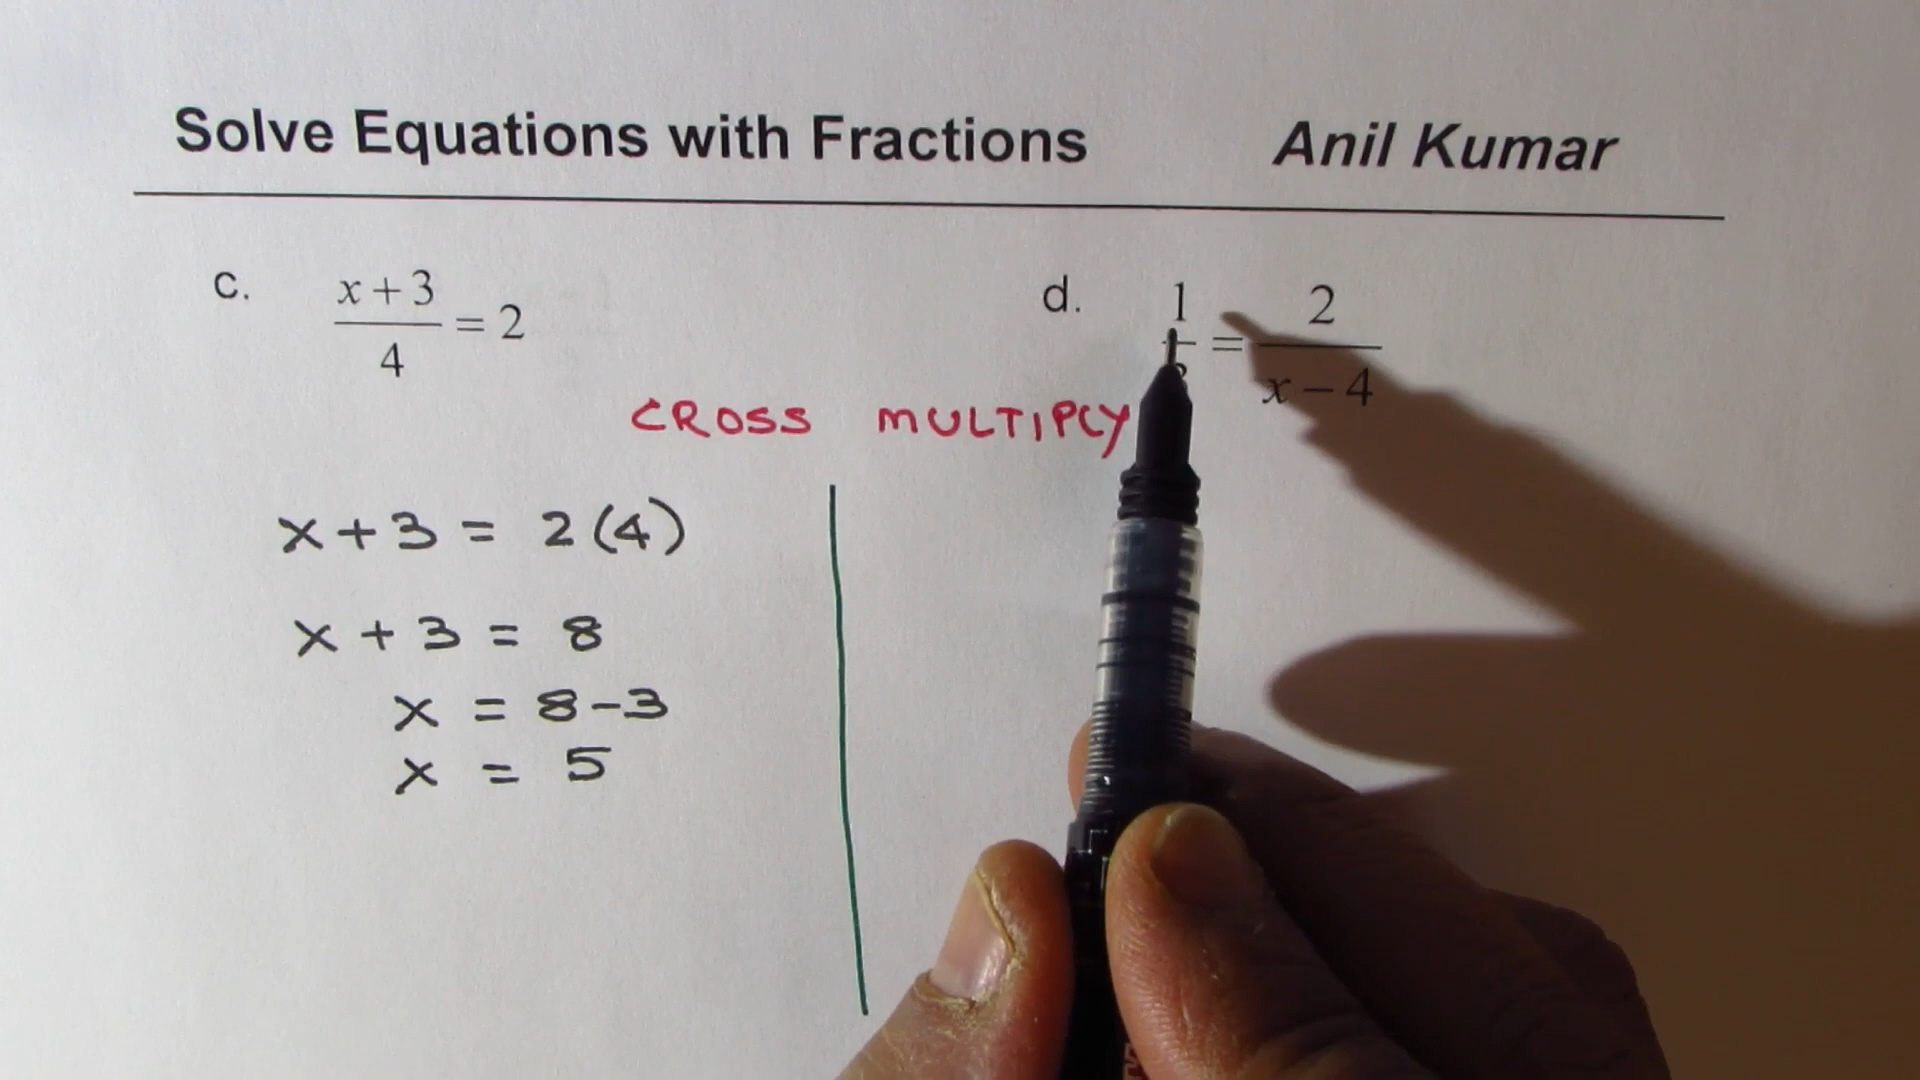 Solve Equations with Fractions Anil Kumar
c. x + 3 / 4 = 2
d. 1 / = 2 / x − 4
CROSS MULTIPLY
x + 3 = 2(4)
x + 3 = 8
x = 8 - 3
x = 5